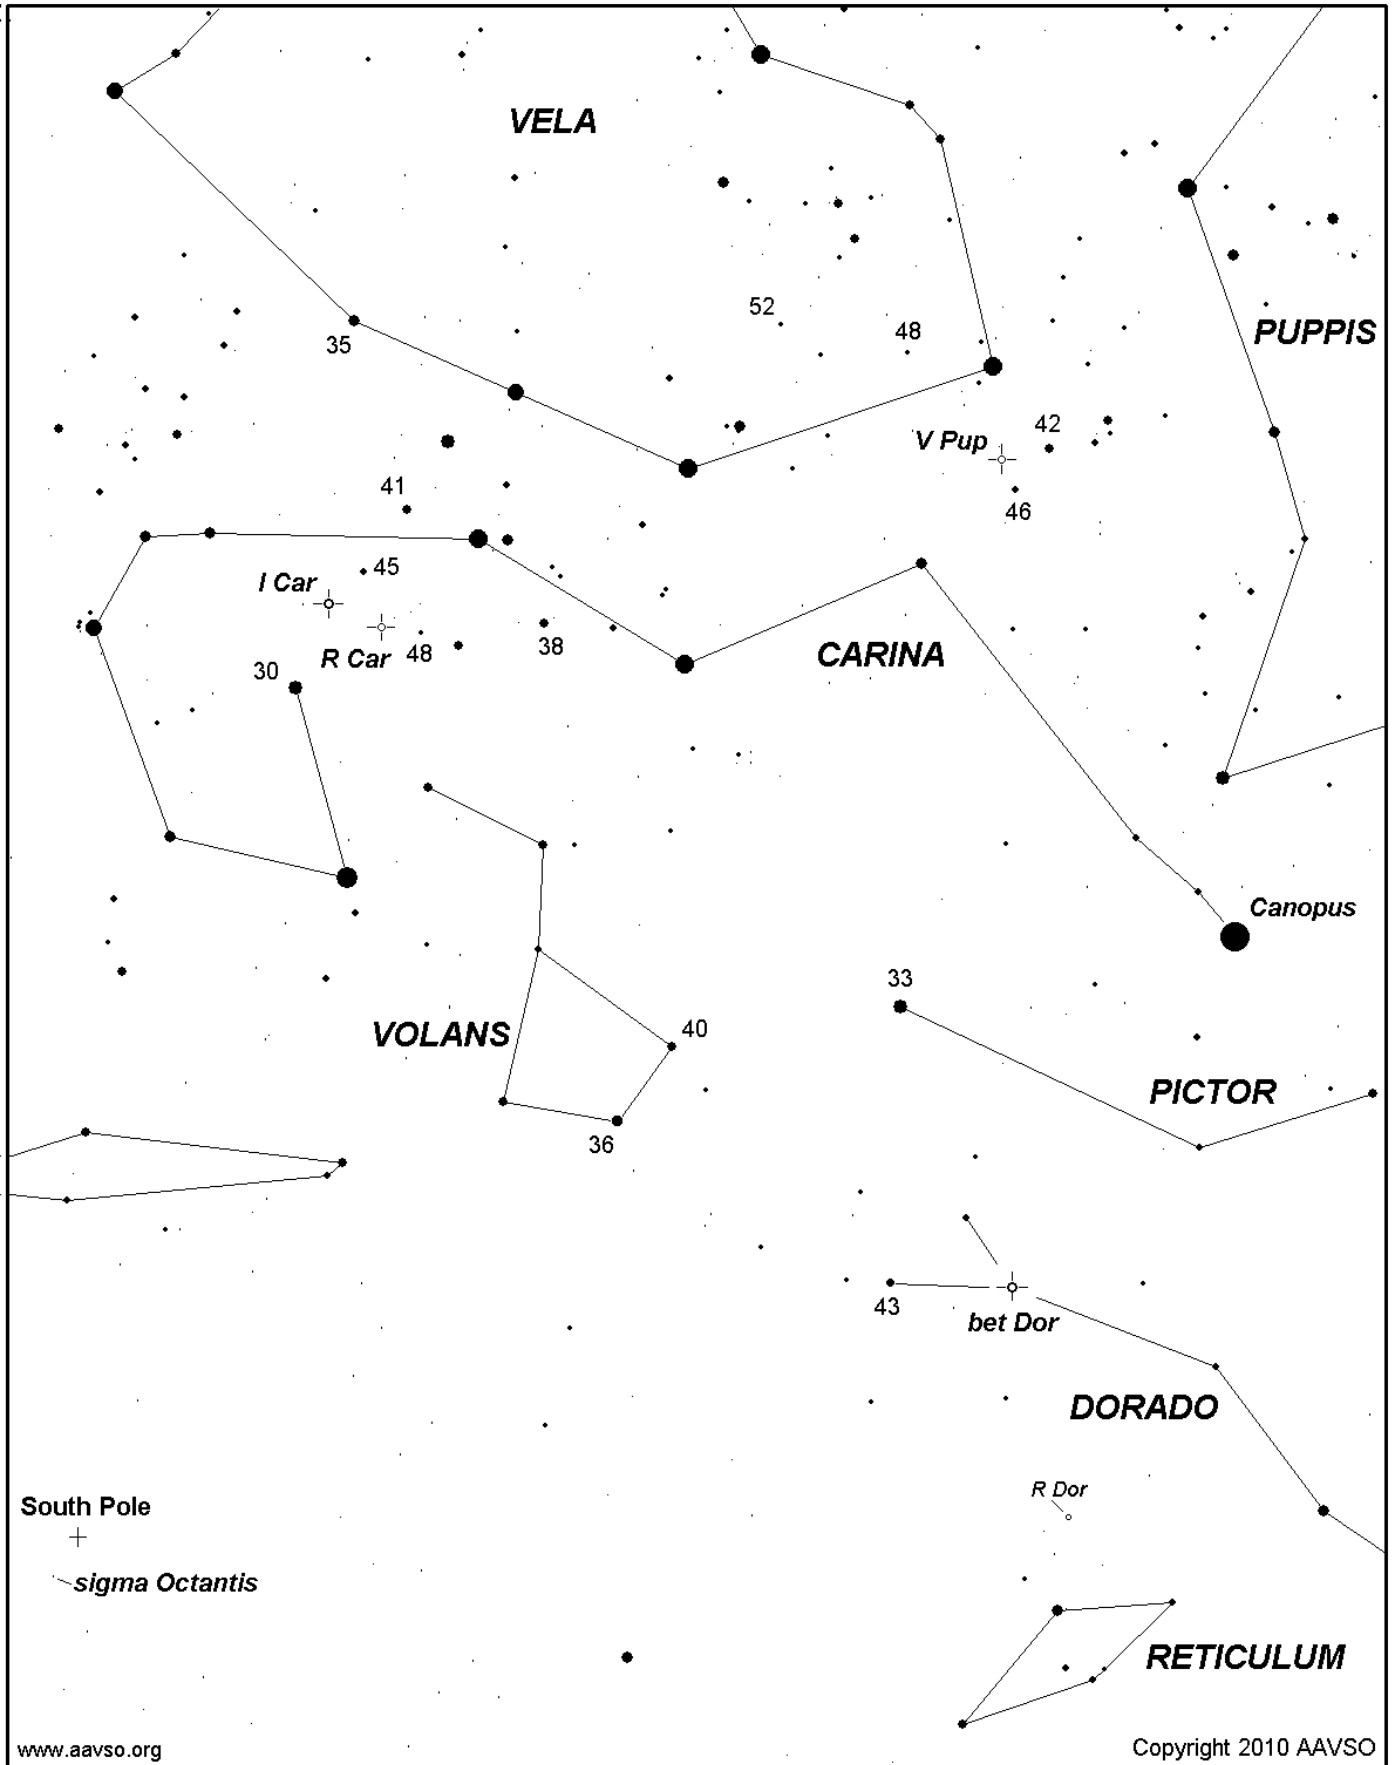 VELA
52
48
PUPPIS
35
42
V Pup
41
46
45
l Car
38
48
R Car
CARINA
30
Canopus
33
40
VOLANS
PICTOR
36
43
bet Dor
DORADO
R Dor
South Pole
sigma Octantis
RETICULUM
www.aavso.org
Copyright 2010 AAVSO